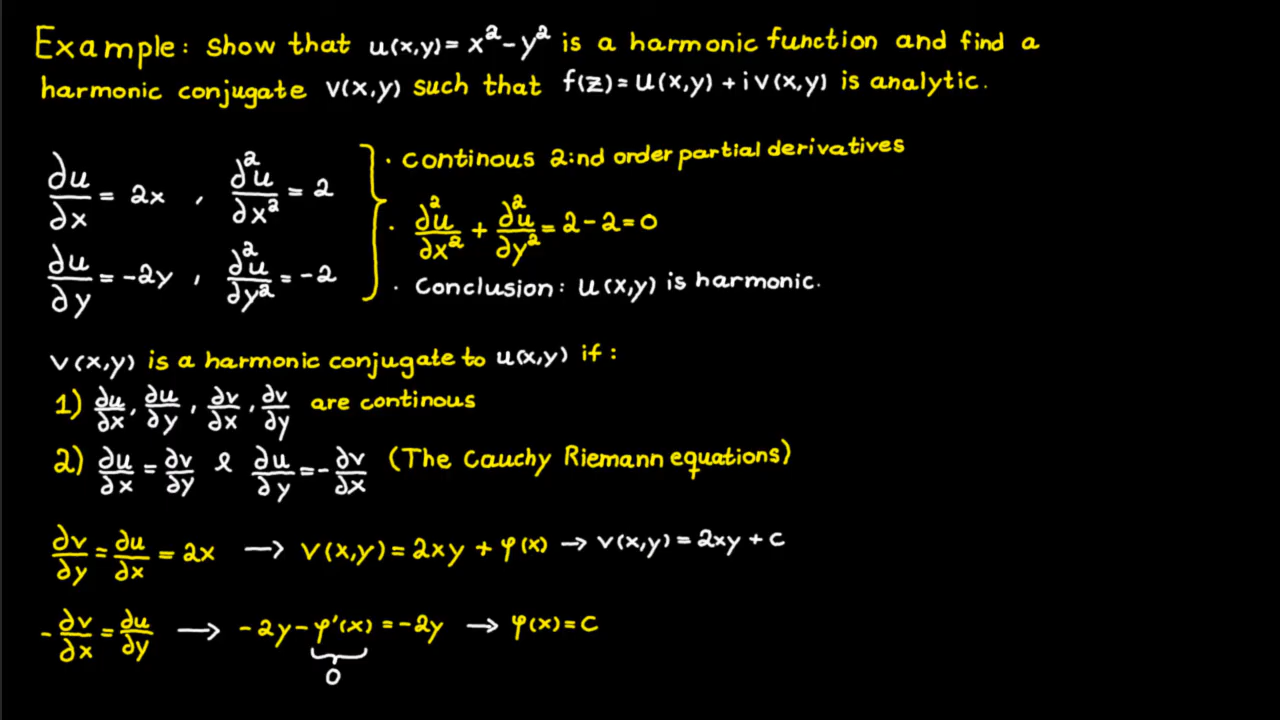 Example: show that u(x,y) = x² - y² is a harmonic function and find a
harmonic conjugate v(x,y) such that f(z) = u(x,y) + i v(x,y) is analytic.
∂u/∂x = 2x , ∂²u/∂x² = 2
∂u/∂y = -2y , ∂²u/∂y² = -2
· continous 2:nd order partial derivatives
· ∂²u/∂x² + ∂²u/∂y² = 2 - 2 = 0
· Conclusion: u(x,y) is harmonic.
v(x,y) is a harmonic conjugate to u(x,y) if:
1) ∂u/∂x, ∂u/∂y, ∂v/∂x, ∂v/∂y are continous
2) ∂u/∂x = ∂v/∂y & ∂u/∂y = -∂v/∂x (The Cauchy Riemann equations)
∂v/∂y = ∂u/∂x = 2x → v(x,y) = 2xy + φ(x) → v(x,y) = 2xy + c
-∂v/∂x = ∂u/∂y → -2y - φ'(x) = -2y → φ(x) = c
0